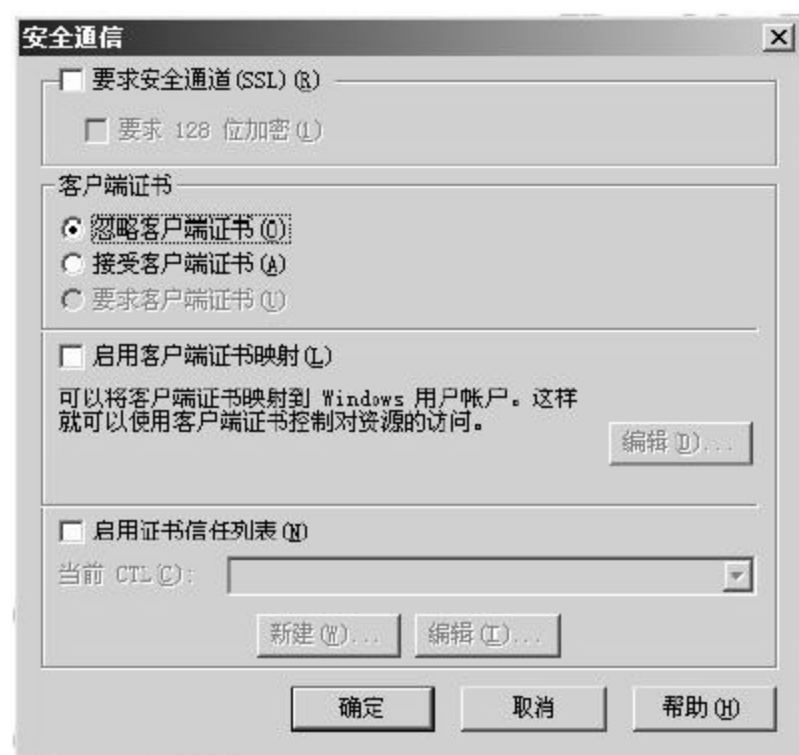 安全通信
要求安全通道(SSL)(R)
要求 128 位加密(1)
客户端证书
忽略客户端证书(O)
接受客户端证书(A)
要求客户端证书(U)
启用客户端证书映射(L)
可以将客户端证书映射到 Windows 用户帐户。这样
就可以使用客户端证书控制对资源的访问。
编辑(D)...
启用证书信任列表(N)
当前 CTL(C):
新建(W)...
编辑(I)...
确定
取消
帮助(H)